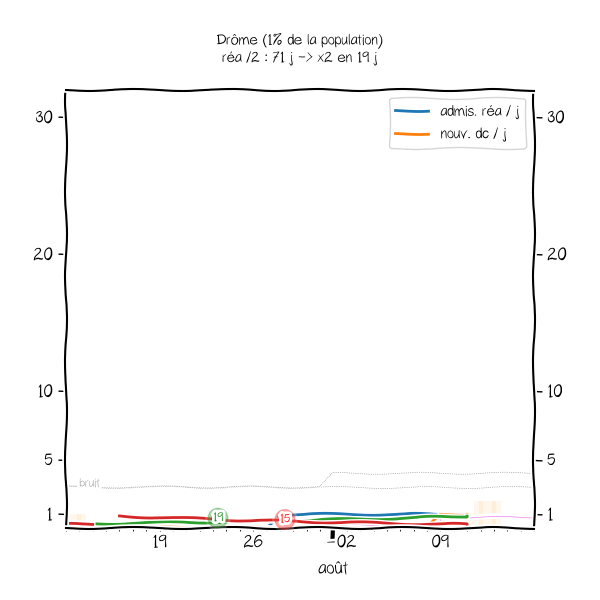 Drôme (1% de la population)
réa /2 : 71 j -> x2 en 19 j
admis. réa / j
nouv. dc / j
30
30
20
20
10
10
5
5
bruit
1
19
15
1
19
26
02
09
août